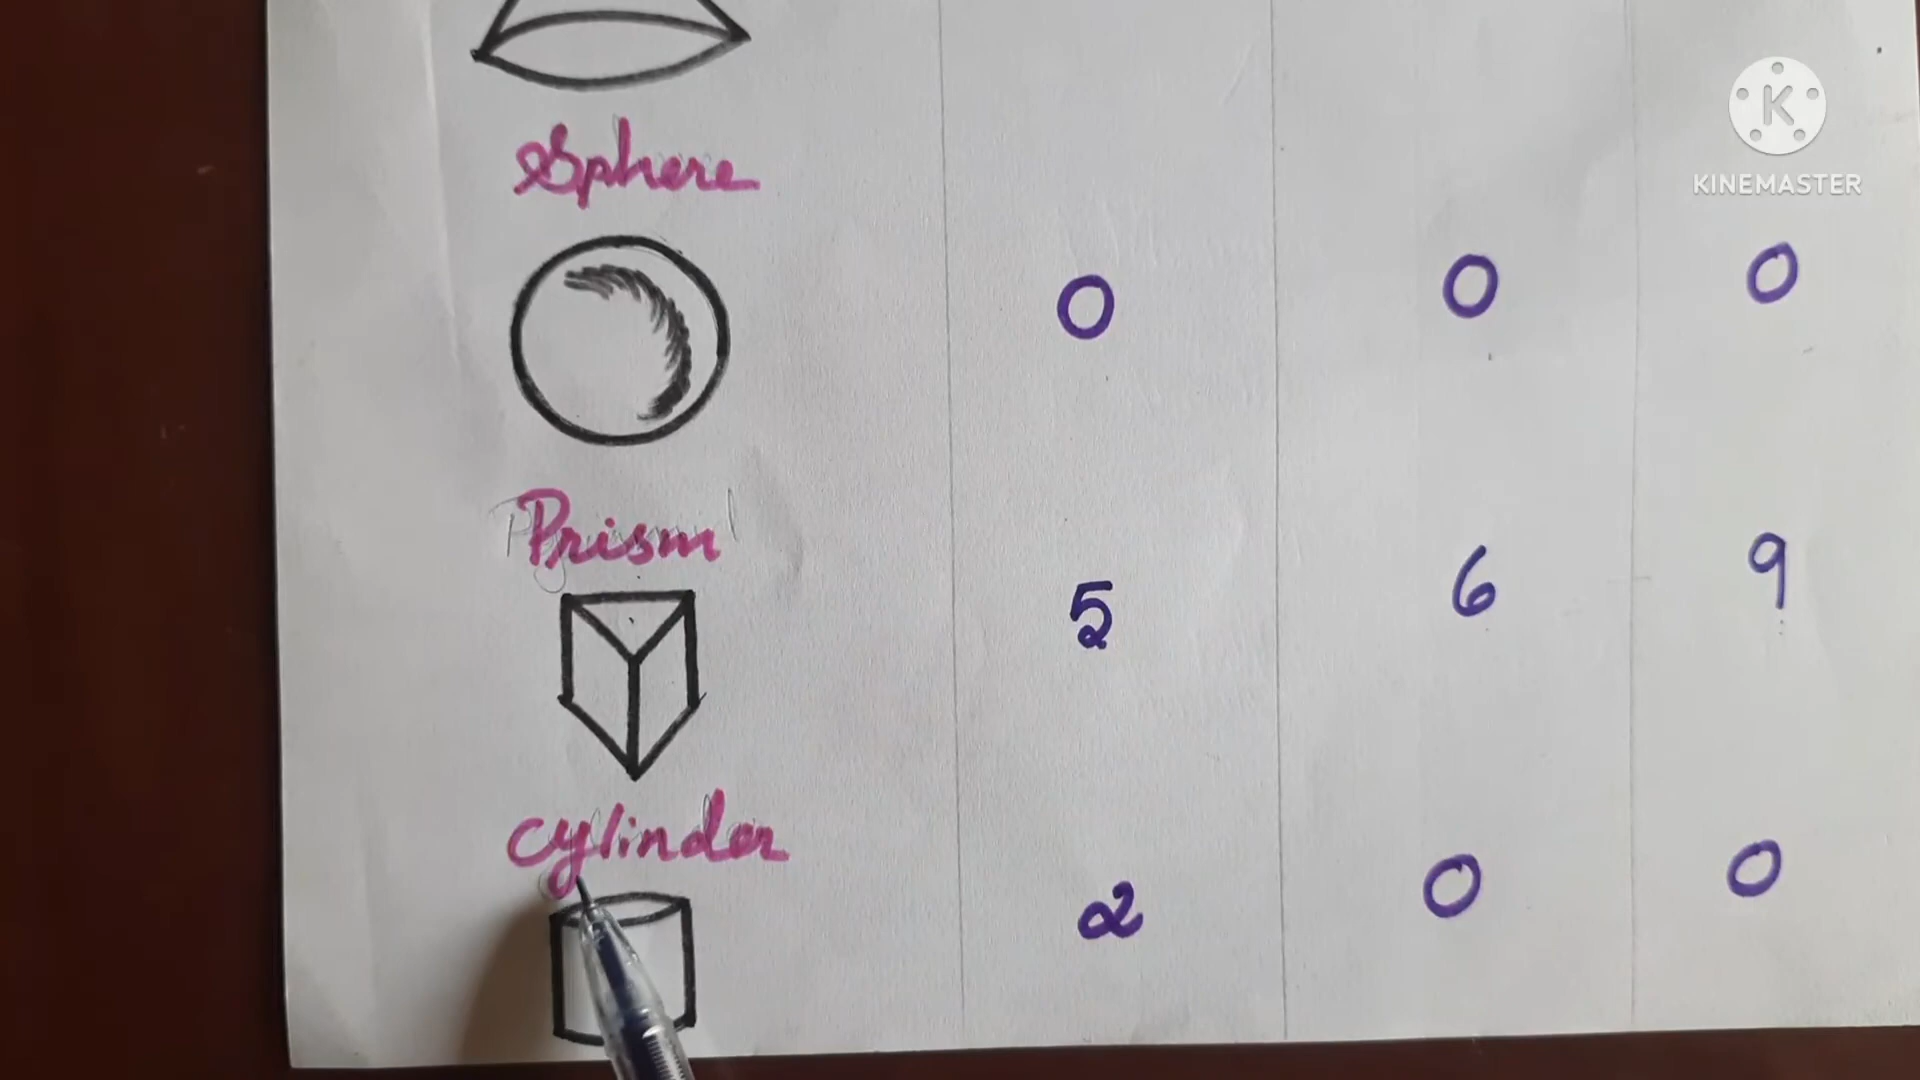 K
KINEMASTER
Sphere
0 0 0
Prism
5 6 9
Cylinder
2 0 0